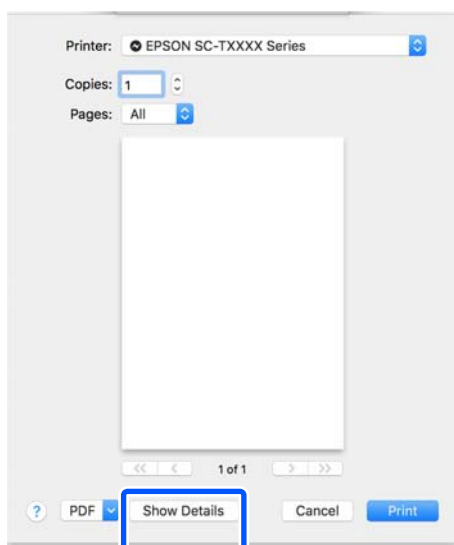 Printer: EPSON SC-TXXXX Series
Copies: 1
Pages: All
<< < 1 of 1 > >>
? PDF Show Details Cancel Print